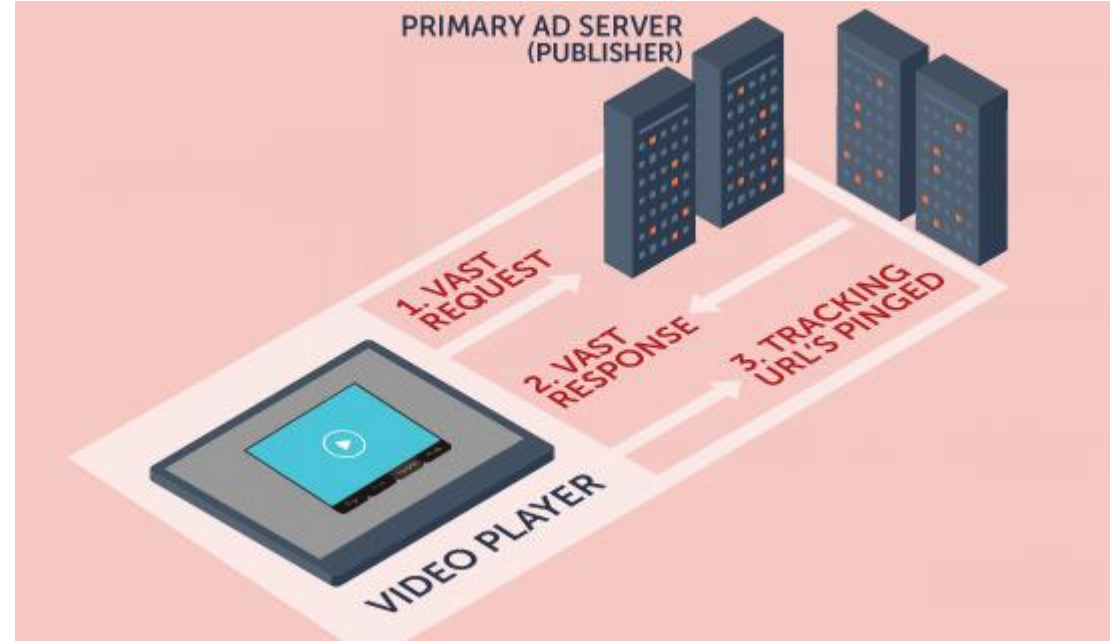 PRIMARY AD SERVER
(PUBLISHER)
1. VAST
REQUEST
2. VAST
RESPONSE
3. TRACKING
URL'S PINGED
VIDEO PLAYER